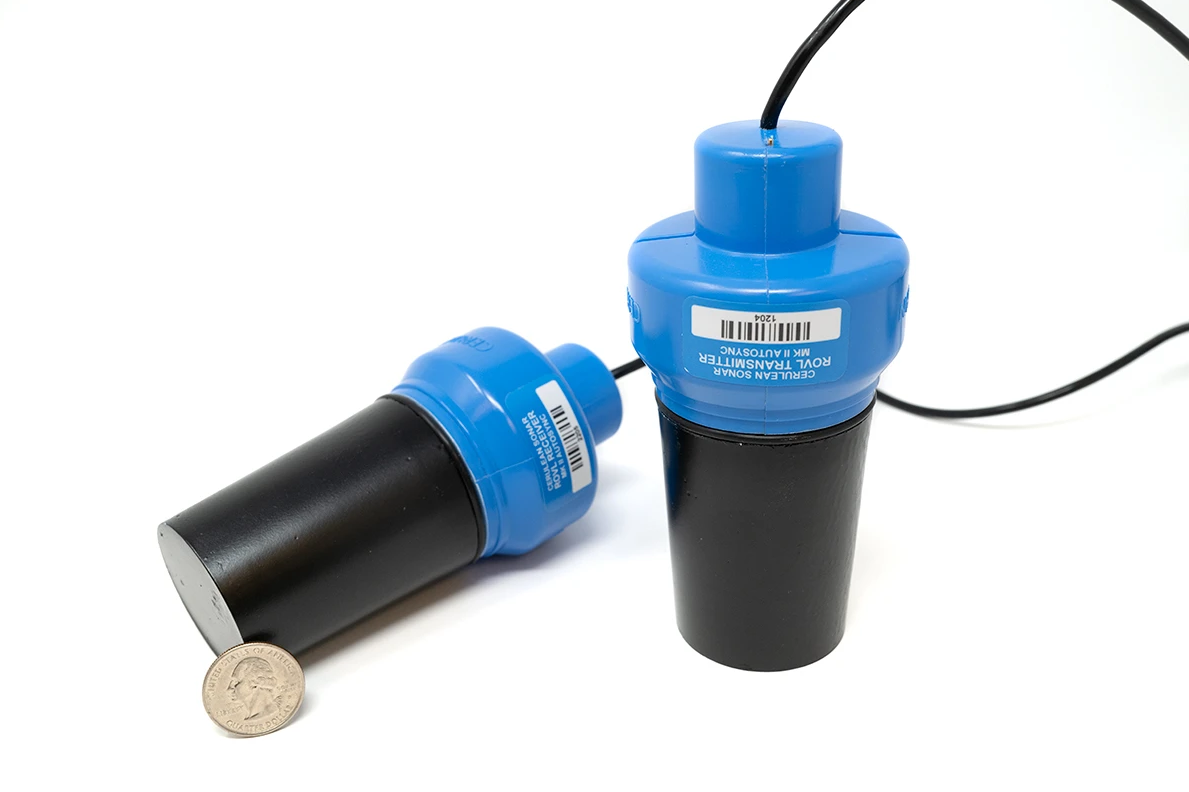 CERULEAN SONAR
ROVL TRANSMITTER
MK II AUTOSYNC
1204
CERULEAN SONAR
ROVL RECEIVER
MK II AUTOSYNC
UNITED STATES OF AMERICA
LIBERTY
QUARTER DOLLAR